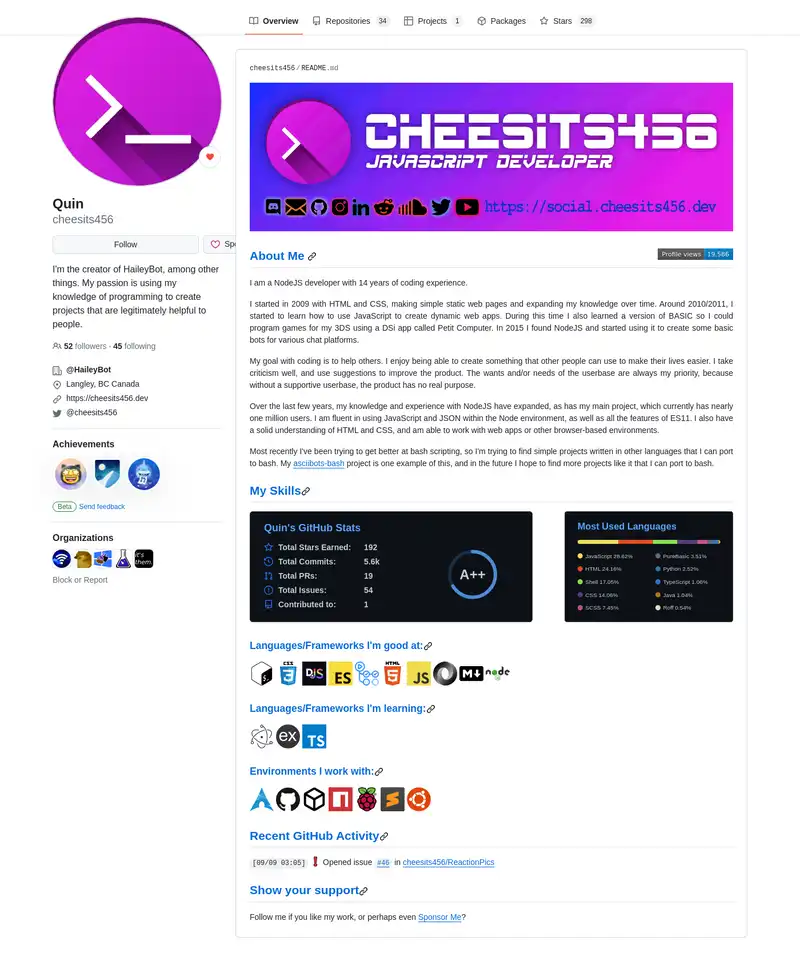 Overview Repositories 34 Projects 1 Packages Stars 298
Quin
cheesits456
Follow
Spo
I'm the creator of HaileyBot, among other
things. My passion is using my
knowledge of programming to create
projects that are legitimately helpful to
people.
52 followers · 45 following
@HaileyBot
Langley, BC Canada
https://cheesits456.dev
@cheesits456
Achievements
Beta Send feedback
Organizations
it's
them.
Block or Report
cheesits456/README.md
CHEESITS456
JAVASCRIPT DEVELOPER
https://social.cheesits456.dev
About Me
Profile views 19,586
I am a NodeJS developer with 14 years of coding experience.
I started in 2009 with HTML and CSS, making simple static web pages and expanding my knowledge over time. Around 2010/2011, I
started to learn how to use JavaScript to create dynamic web apps. During this time I also learned a version of BASIC so I could
program games for my 3DS using a DSi app called Petit Computer. In 2015 I found NodeJS and started using it to create some basic
bots for various chat platforms.
My goal with coding is to help others. I enjoy being able to create something that other people can use to make their lives easier. I take
criticism well, and use suggestions to improve the product. The wants and/or needs of the userbase are always my priority, because
without a supportive userbase, the product has no real purpose.
Over the last few years, my knowledge and experience with NodeJS have expanded, as has my main project, which currently has nearly
one million users. I am fluent in using JavaScript and JSON within the Node environment, as well as all the features of ES11. I also have
a solid understanding of HTML and CSS, and am able to work with web apps or other browser-based environments.
Most recently I've been trying to get better at bash scripting, so I'm trying to find simple projects written in other languages that I can port
to bash. My asciibots-bash project is one example of this, and in the future I hope to find more projects like it that I can port to bash.
My Skills
Quin's GitHub Stats
Total Stars Earned: 192
Total Commits: 5.6k
Total PRs: 19
Total Issues: 54
Contributed to: 1
A++
Most Used Languages
JavaScript 28.62% PureBasic 3.51%
HTML 24.16% Python 2.52%
Shell 17.05% TypeScript 1.06%
CSS 14.06% Java 1.04%
SCSS 7.45% Roff 0.54%
Languages/Frameworks I'm good at:
CSS 3 DJS ES HTML 5 JS M node
Languages/Frameworks I'm learning:
ex TS
Environments I work with:
Recent GitHub Activity
[09/09 03:05] ❗ Opened issue #46 in cheesits456/ReactionPics
Show your support
Follow me if you like my work, or perhaps even Sponsor Me?